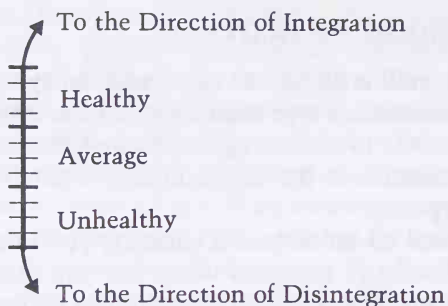 To the Direction of Integration
Healthy
Average
Unhealthy
To the Direction of Disintegration